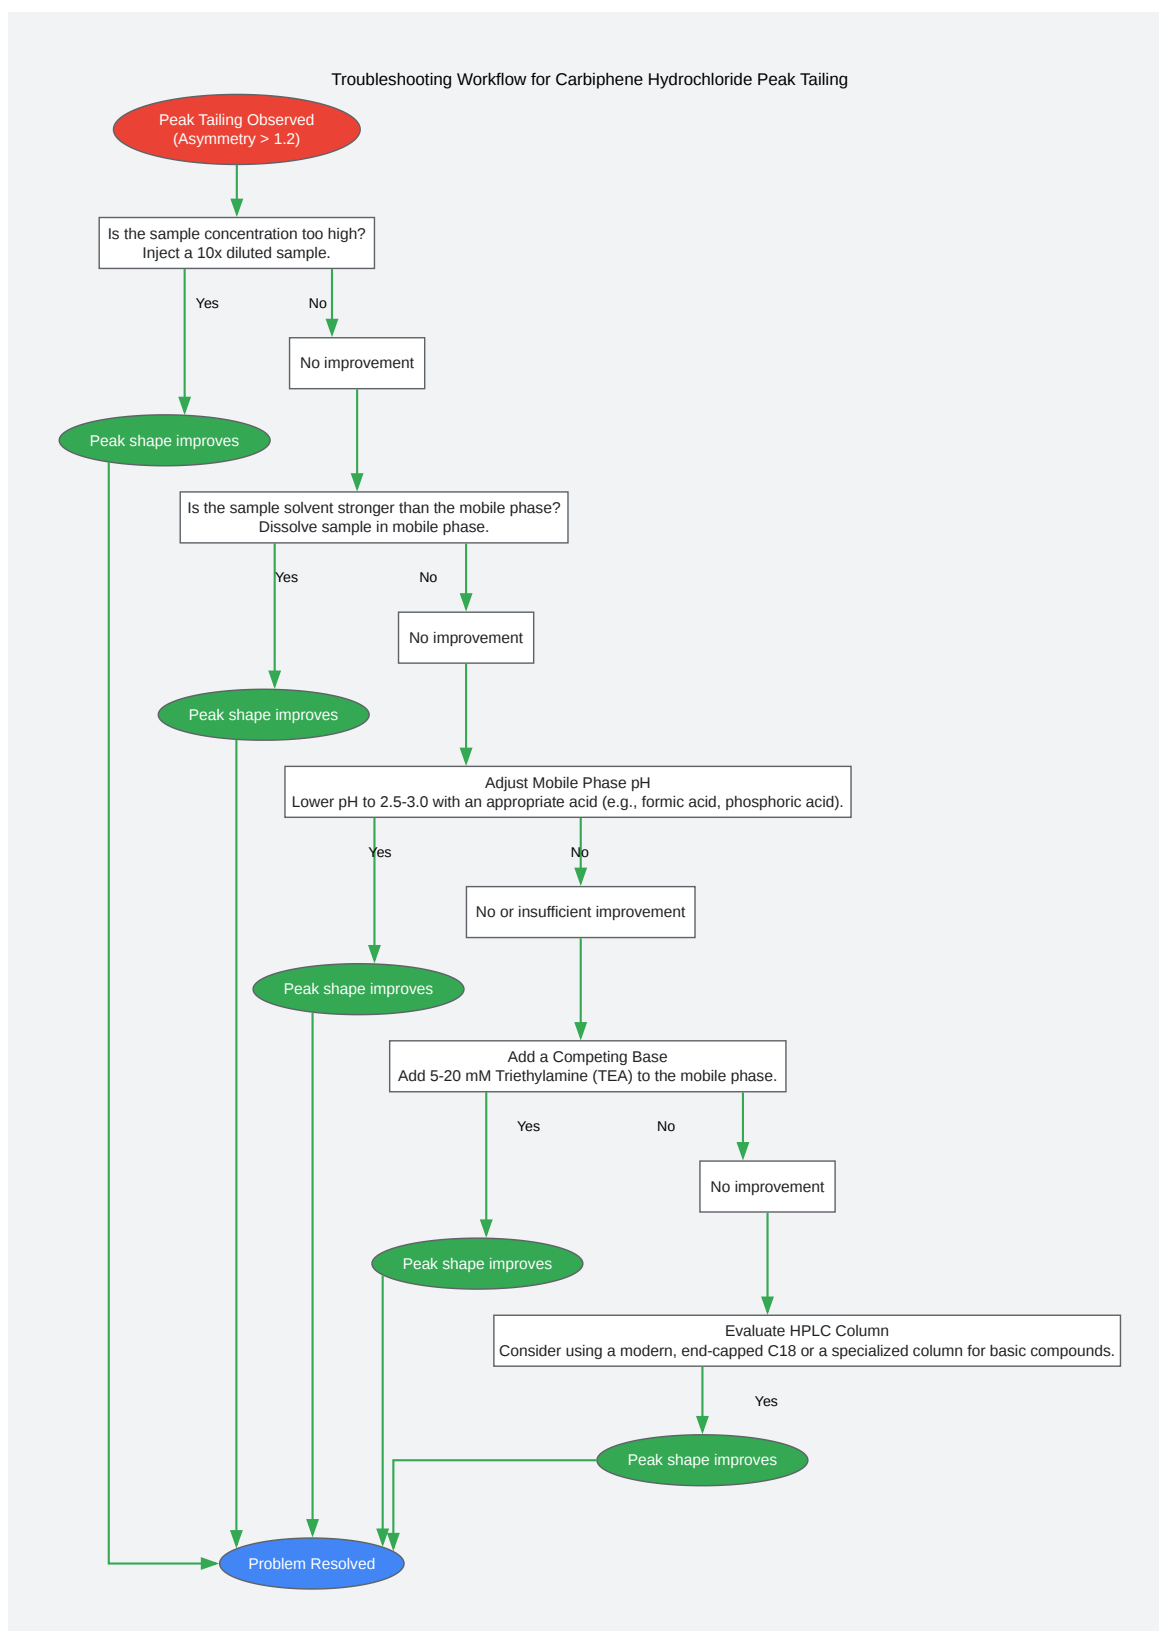 Troubleshooting Workflow for Carbiphene Hydrochloride Peak Tailing
Peak Tailing Observed
(Asymmetry > 1.2)
Is the sample concentration too high?
Inject a 10x diluted sample.
Yes
No
No improvement
Peak shape improves
Is the sample solvent stronger than the mobile phase?
Dissolve sample in mobile phase.
Yes
No
No improvement
Peak shape improves
Adjust Mobile Phase pH
Lower pH to 2.5-3.0 with an appropriate acid (e.g., formic acid, phosphoric acid).
Yes
No
No or insufficient improvement
Peak shape improves
Add a Competing Base
Add 5-20 mM Triethylamine (TEA) to the mobile phase.
Yes
No
No improvement
Peak shape improves
Evaluate HPLC Column
Consider using a modern, end-capped C18 or a specialized column for basic compounds.
Yes
Peak shape improves
Problem Resolved